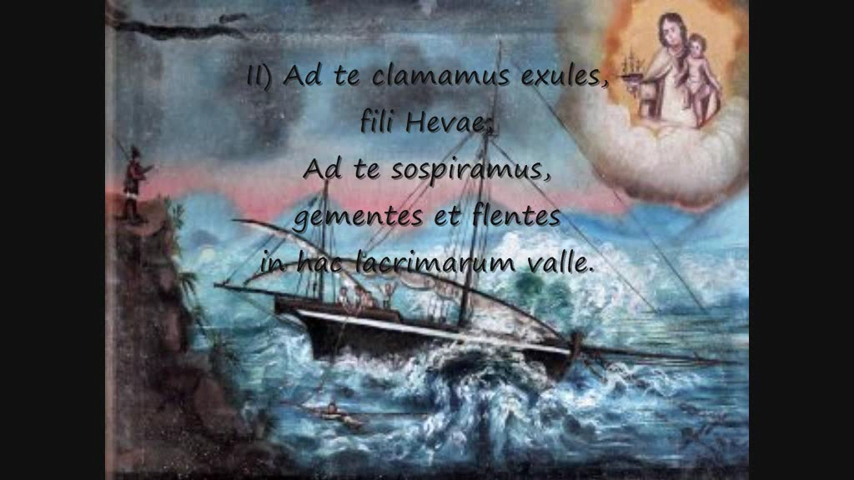 II) Ad te clamamus exules,
fili Hevae;
Ad te sospiramus,
gementes et flentes
in hac lacrimarum valle.